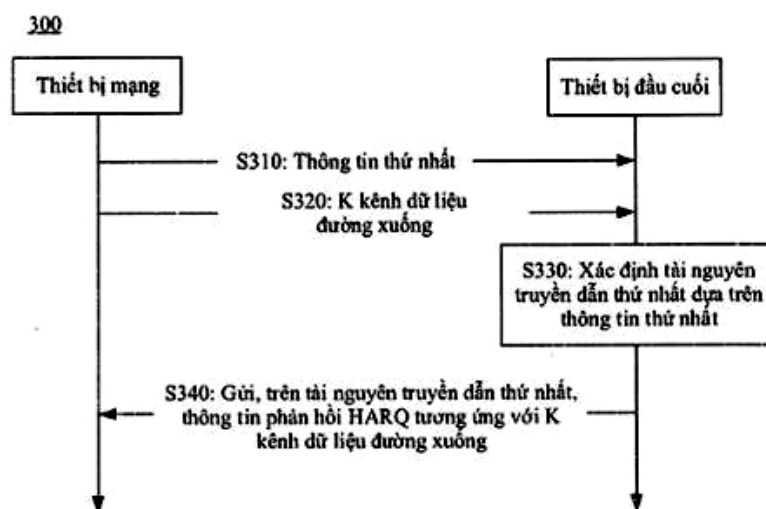 300
Thiết bị mạng
Thiết bị đầu cuối
S310: Thông tin thứ nhất
S320: K kênh dữ liệu
đường xuống
S330: Xác định tài nguyên
truyền dẫn thứ nhất dựa trên
thông tin thứ nhất
S340: Gửi, trên tài nguyên truyền dẫn thứ nhất,
thông tin phản hồi HARQ tương ứng với K
kênh dữ liệu đường xuống